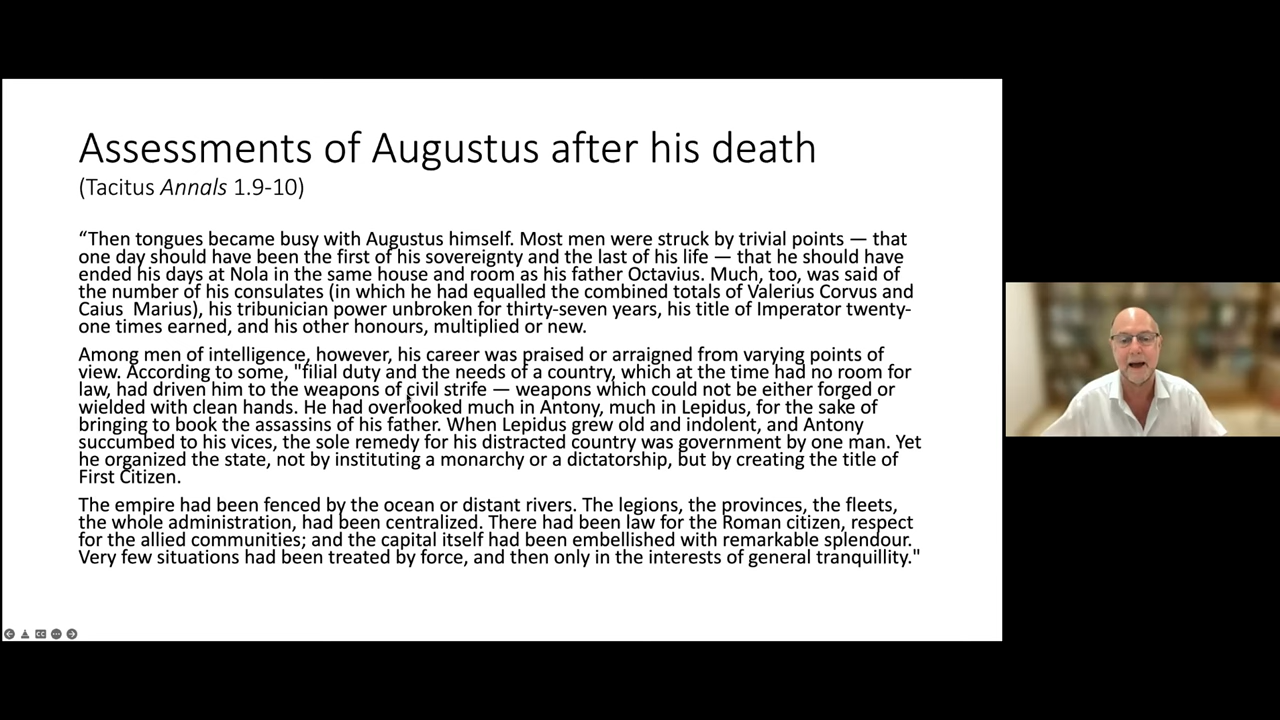 Assessments of Augustus after his death
(Tacitus Annals 1.9-10)
“Then tongues became busy with Augustus himself. Most men were struck by trivial points — that
one day should have been the first of his sovereignty and the last of his life — that he should have
ended his days at Nola in the same house and room as his father Octavius. Much, too, was said of
the number of his consulates (in which he had equalled the combined totals of Valerius Corvus and
Caius  Marius), his tribunician power unbroken for thirty-seven years, his title of Imperator twenty-
one times earned, and his other honours, multiplied or new.
Among men of intelligence, however, his career was praised or arraigned from varying points of
view. According to some, "filial duty and the needs of a country, which at the time had no room for
law, had driven him to the weapons of civil strife — weapons which could not be either forged or
wielded with clean hands. He had overlooked much in Antony, much in Lepidus, for the sake of
bringing to book the assassins of his father. When Lepidus grew old and indolent, and Antony
succumbed to his vices, the sole remedy for his distracted country was government by one man. Yet
he organized the state, not by instituting a monarchy or a dictatorship, but by creating the title of
First Citizen.
The empire had been fenced by the ocean or distant rivers. The legions, the provinces, the fleets,
the whole administration, had been centralized. There had been law for the Roman citizen, respect
for the allied communities; and the capital itself had been embellished with remarkable splendour.
Very few situations had been treated by force, and then only in the interests of general tranquillity."